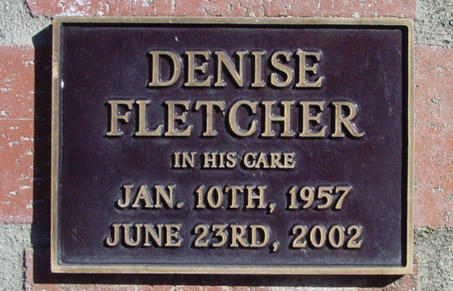 DENISE
FLETCHER
IN HIS CARE
JAN. 10TH, 1957
JUNE 23RD, 2002